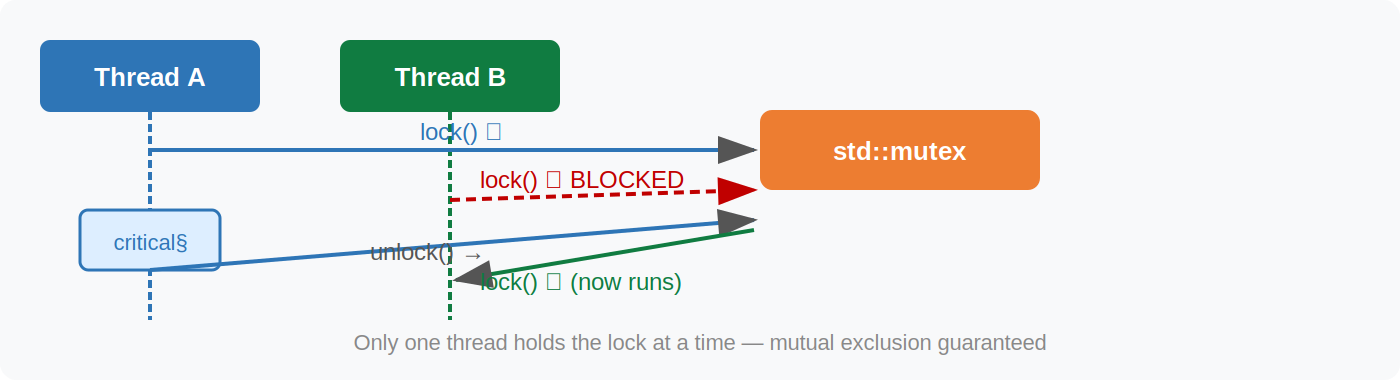 Thread A
Thread B
lock() 
std::mutex
lock()  BLOCKED
critical§
unlock() →
lock()  (now runs)
Only one thread holds the lock at a time — mutual exclusion guaranteed